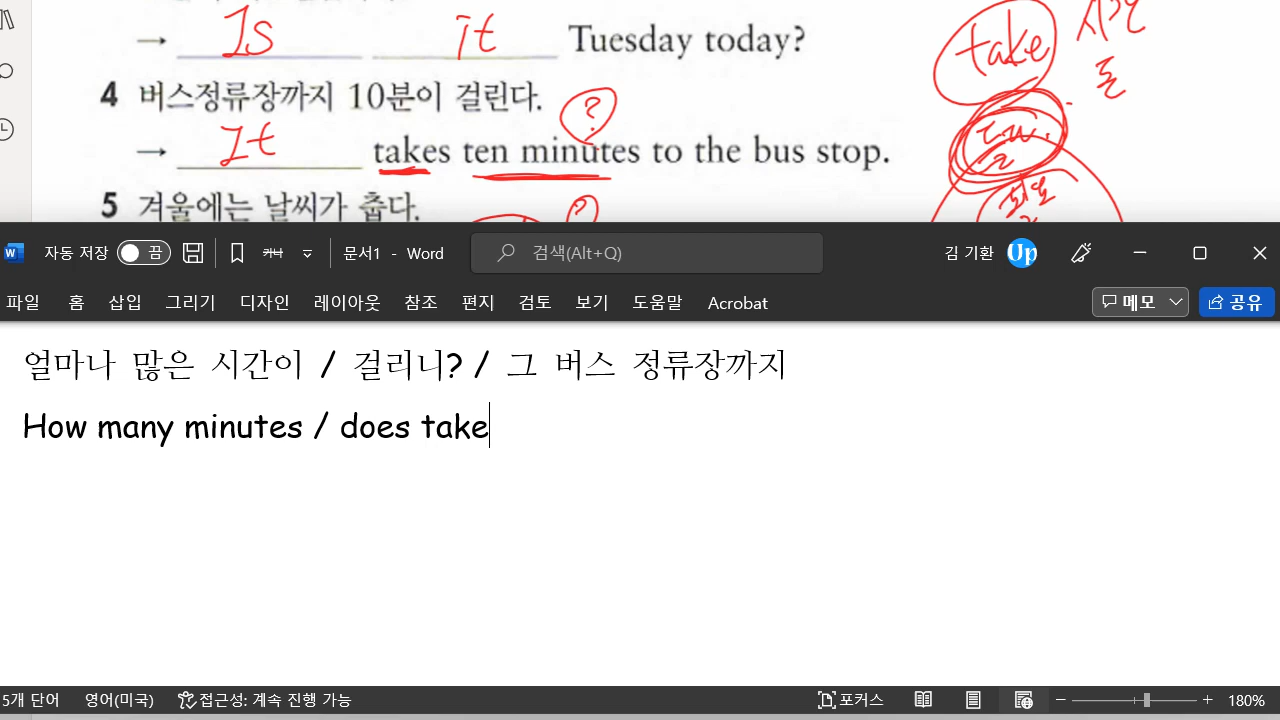 → Is it Tuesday today?
take 시간
돈
4 버스정류장까지 10분이 걸린다.
?
→ It takes ten minutes to the bus stop.
5 겨울에는 날씨가 춥다.
?
자동 저장 끔 문서1 - Word 검색(Alt+Q) 김 기환 Up
파일 홈 삽입 그리기 디자인 레이아웃 참조 편지 검토 보기 도움말 Acrobat 메모 공유
얼마나 많은 시간이 / 걸리니? / 그 버스 정류장까지
How many minutes / does take
5개 단어 영어(미국) 접근성: 계속 진행 가능 포커스 180%